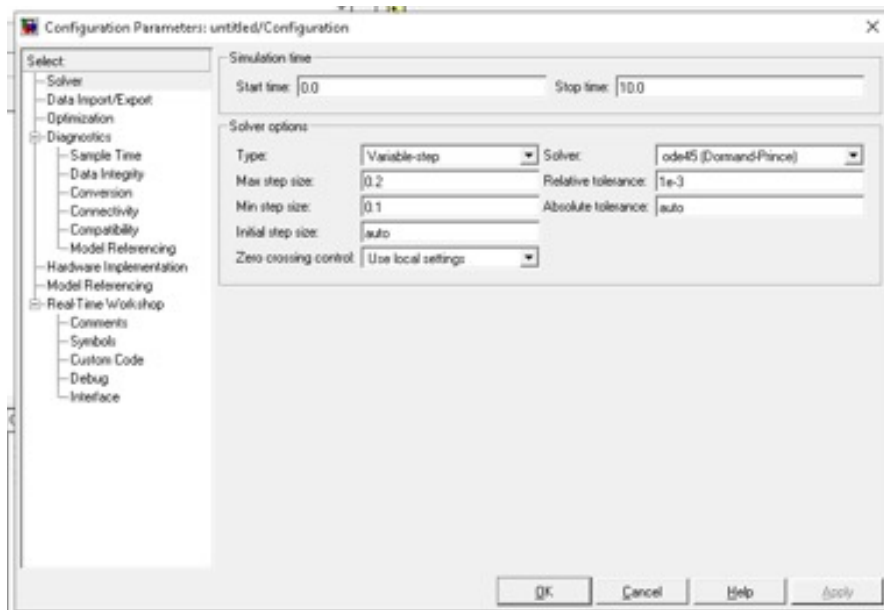 Configuration Parameters: untitled/Configuration
Select:
Solver
Data Import/Export
Optimization
Diagnostics
Sample Time
Data Integrity
Conversion
Connectivity
Compatibility
Model Referencing
Hardware Implementation
Model Referencing
Real-Time Workshop
Comments
Symbols
Custom Code
Debug
Interface
Simulation time
Start time: 0.0 Stop time: 10.0
Solver options
Type: Variable-step Solver: ode45 (Dormand-Prince)
Max step size: 0.2 Relative tolerance: 1e-3
Min step size: 0.1 Absolute tolerance: auto
Initial step size: auto
Zero crossing control: Use local settings
OK Cancel Help Apply